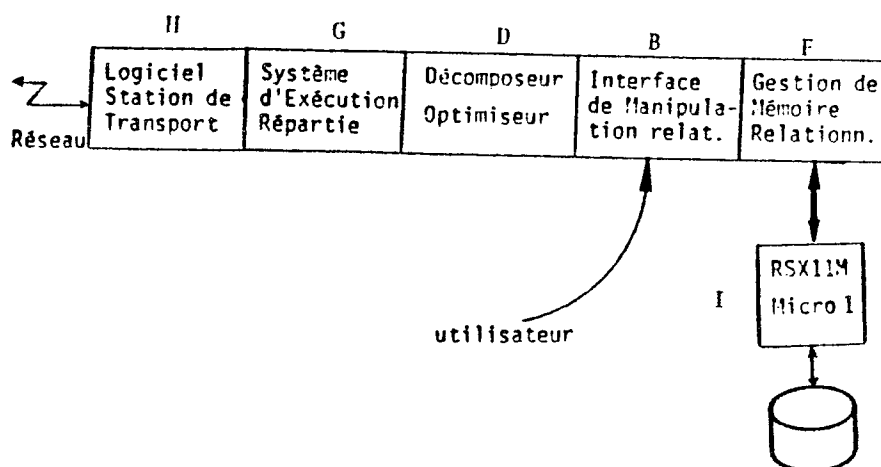 H G D B F
Logiciel
Station de
Transport
Système
d'Exécution
Répartie
Décomposeur
Optimiseur
Interface
de Manipula-
tion relat.
Gestion de
Mémoire
Relationn.
Réseau
I
RSX11M
Micro 1
utilisateur